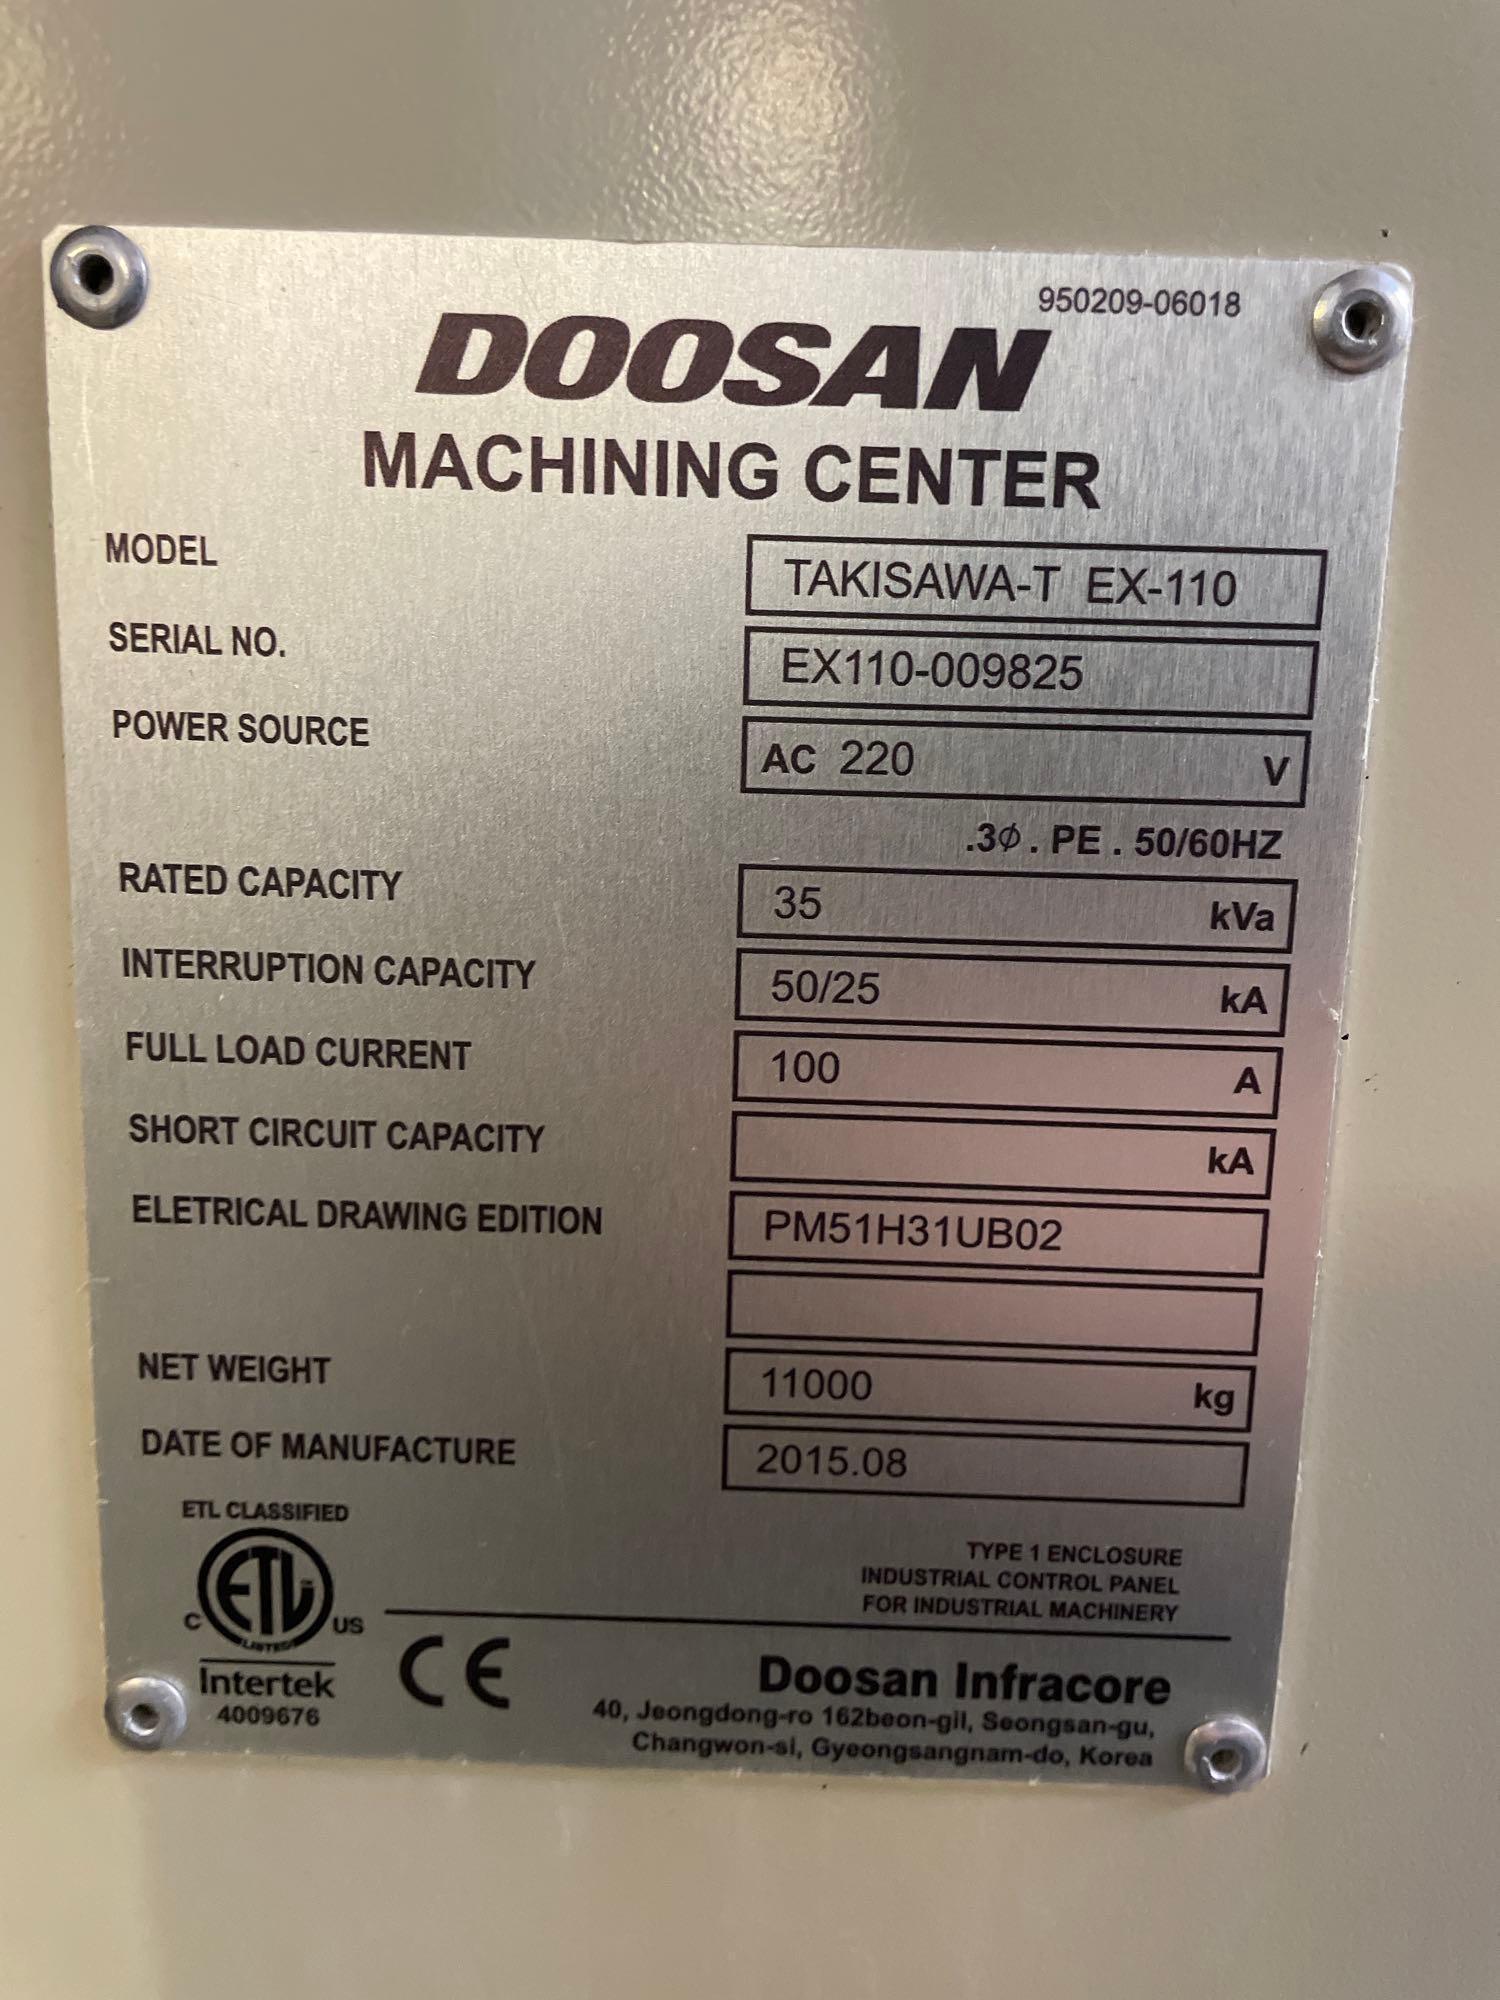 950209-06018
DOOSAN
MACHINING CENTER
MODEL TAKISAWA-T EX-110
SERIAL NO. EX110-009825
POWER SOURCE AC 220 V
.3Ø. PE. 50/60HZ
RATED CAPACITY 35 kVa
INTERRUPTION CAPACITY 50/25 kA
FULL LOAD CURRENT 100 A
SHORT CIRCUIT CAPACITY kA
ELETRICAL DRAWING EDITION PM51H31UB02
NET WEIGHT 11000 kg
DATE OF MANUFACTURE 2015.08
ETL CLASSIFIED
ETL
LISTED
C US
Intertek
4009676
CE
TYPE 1 ENCLOSURE
INDUSTRIAL CONTROL PANEL
FOR INDUSTRIAL MACHINERY
Doosan Infracore
40, Jeongdong-ro 162beon-gil, Seongsan-gu,
Changwon-si, Gyeongsangnam-do, Korea